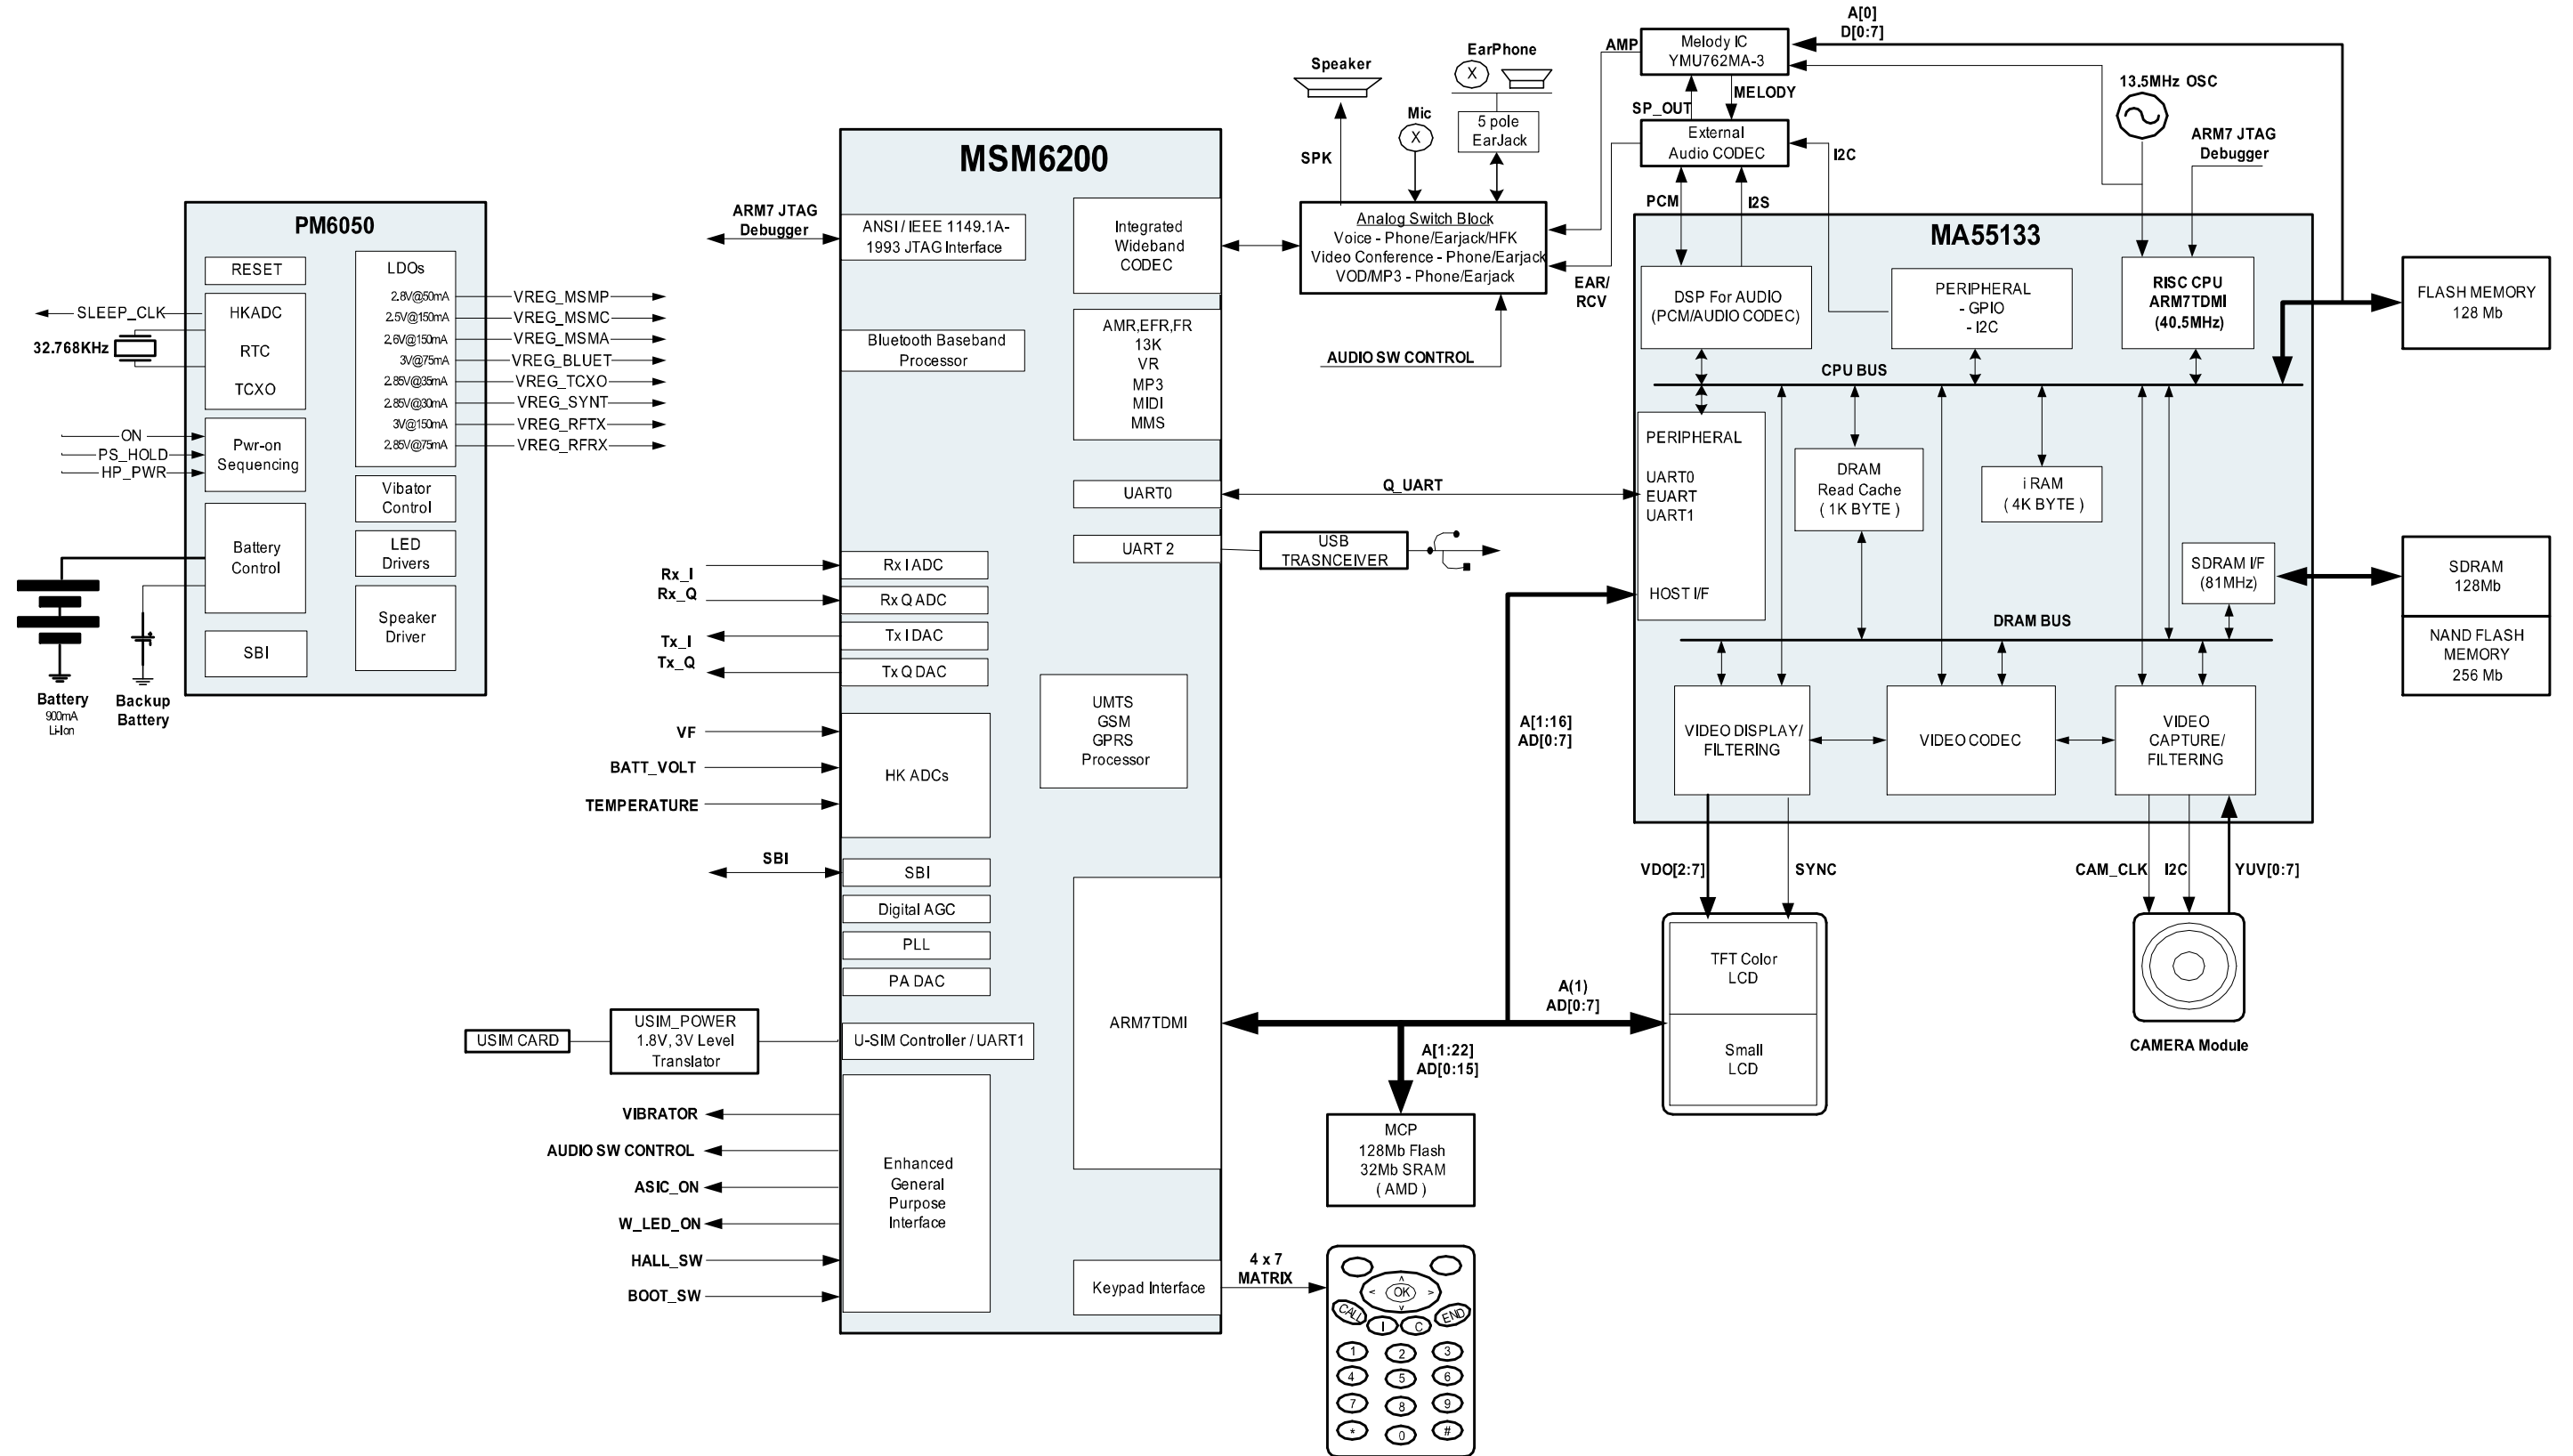 A[0]
D[0:7]
Melody IC
YMU762MA-3
AMP
EarPhone
X
Speaker
13.5MHz OSC
MELODY
SP_OUT
Mic
X
5 pole
EarJack
External
Audio CODEC
ARM7 JTAG
Debugger
I2C
SPK
MSM6200
PCM
I2S
PM6050
ARM7 JTAG
Debugger
ANSI / IEEE 1149.1A-
1993 JTAG Interface
Integrated
Wideband
CODEC
Analog Switch Block
Voice - Phone/Earjack/HFK
Video Conference - Phone/Earjack
VOD/MP3 - Phone/Earjack
EAR/
RCV
AUDIO SW CONTROL
MA55133
DSP For AUDIO
(PCM/AUDIO CODEC)
PERIPHERAL
- GPIO
- I2C
RISC CPU
ARM7TDMI
(40.5MHz)
FLASH MEMORY
128 Mb
CPU BUS
RESET
HKADC
RTC
TCXO
SLEEP_CLK
32.768KHz
LDOs
2.8V@50mA
VREG_MSMP
2.5V@150mA
VREG_MSMC
2,6V@150mA
VREG_MSMA
3V@75mA
VREG_BLUET
2.85V@35mA
VREG_TCXO
2.85V@30mA
VREG_SYNT
3V@150mA
VREG_RFTX
2,85V@75mA
VREG_RFRX
ON
PS_HOLD
HP_PWR
Pwr-on
Sequencing
Vibator
Control
Battery
Control
LED
Drivers
Speaker
Driver
SBI
Battery
900mA
Li-Ion
Backup
Battery
Bluetooth Baseband
Processor
AMR,EFR,FR
13K
VR
MP3
MIDI
MMS
UART0
Q_UART
UART 2
USB
TRASNCEIVER
PERIPHERAL
UART0
EUART
UART1
HOST I/F
DRAM
Read Cache
( 1K BYTE )
i RAM
( 4K BYTE )
SDRAM I/F
(81MHz)
SDRAM
128Mb
NAND FLASH
MEMORY
256 Mb
DRAM BUS
Rx_I
Rx_Q
Rx I ADC
Rx Q ADC
Tx_I
Tx_Q
Tx I DAC
Tx Q DAC
UMTS
GSM
GPRS
Processor
VF
BATT_VOLT
TEMPERATURE
HK ADCs
A[1:16]
AD[0:7]
VIDEO DISPLAY/
FILTERING
VIDEO CODEC
VIDEO
CAPTURE/
FILTERING
SBI
SBI
Digital AGC
PLL
PA DAC
VDO[2:7]
SYNC
CAM_CLK
I2C
YUV[0:7]
ARM7TDMI
A(1)
AD[0:7]
TFT Color
LCD
Small
LCD
CAMERA Module
USIM CARD
USIM_POWER
1.8V, 3V Level
Translator
U-SIM Controller / UART1
A[1:22]
AD[0:15]
MCP
128Mb Flash
32Mb SRAM
( AMD )
VIBRATOR
AUDIO SW CONTROL
ASIC_ON
W_LED_ON
HALL_SW
BOOT_SW
Enhanced
General
Purpose
Interface
Keypad Interface
4 x 7
MATRIX
^
< OK >
v
CALL
I
C
END
1 2 3
4 5 6
7 8 9
* 0 #